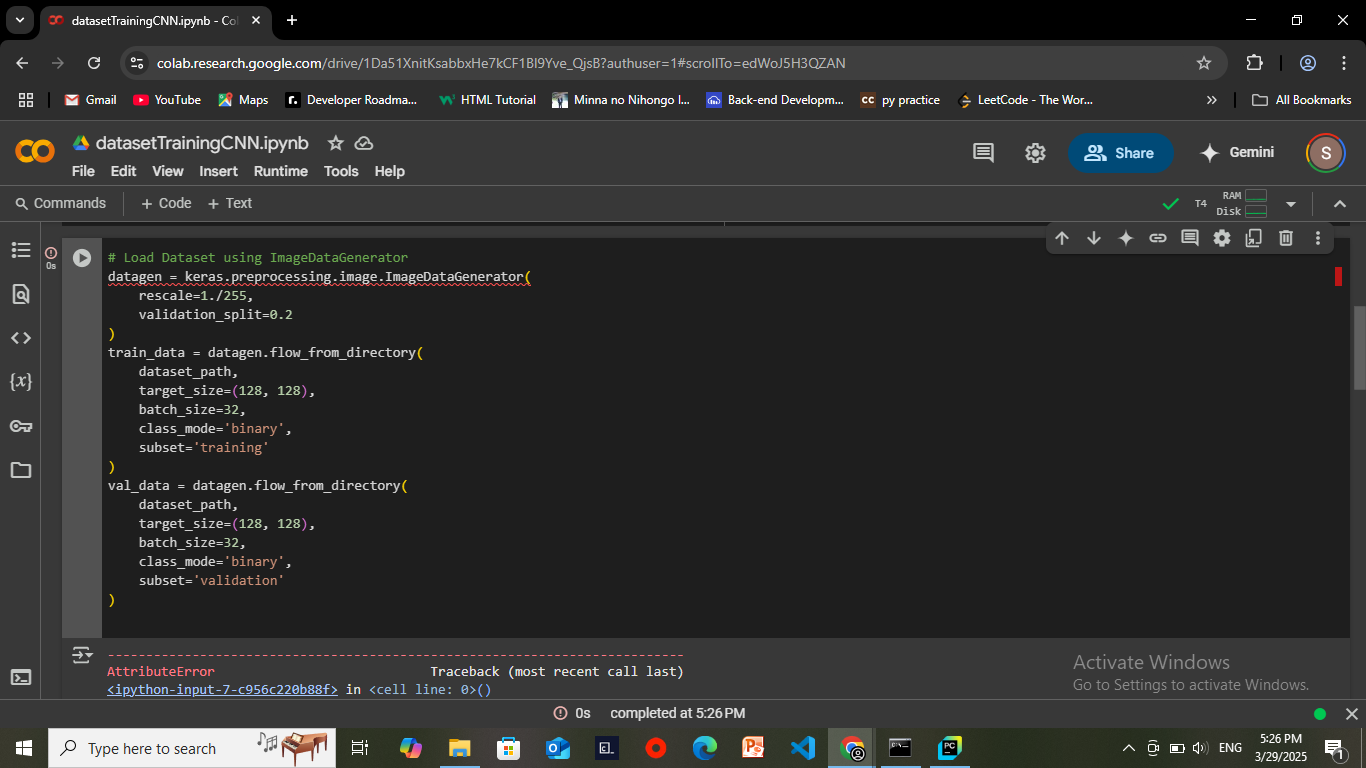 datasetTrainingCNN.ipynb - Col
colab.research.google.com/drive/1Da51XnitKsabbxHe7kCF1Bl9Yve_QjsB?authuser=1#scrollTo=edWoJ5H3QZAN
Gmail YouTube Maps Developer Roadma... HTML Tutorial Minna no Nihongo I... Back-end Developm... py practice LeetCode - The Wor... » All Bookmarks
datasetTrainingCNN.ipynb
File Edit View Insert Runtime Tools Help
Share
Gemini
S
Commands + Code + Text
T4 RAM
Disk
0s
# Load Dataset using ImageDataGenerator
datagen = keras.preprocessing.image.ImageDataGenerator(
    rescale=1./255,
    validation_split=0.2
)
train_data = datagen.flow_from_directory(
    dataset_path,
    target_size=(128, 128),
    batch_size=32,
    class_mode='binary',
    subset='training'
)
val_data = datagen.flow_from_directory(
    dataset_path,
    target_size=(128, 128),
    batch_size=32,
    class_mode='binary',
    subset='validation'
)
---------------------------------------------------------------------------
AttributeError Traceback (most recent call last)
<ipython-input-7-c956c220b88f> in <cell line: 0>()
Activate Windows
Go to Settings to activate Windows.
0s completed at 5:26 PM
Type here to search
PC
ENG
5:26 PM
3/29/2025
1